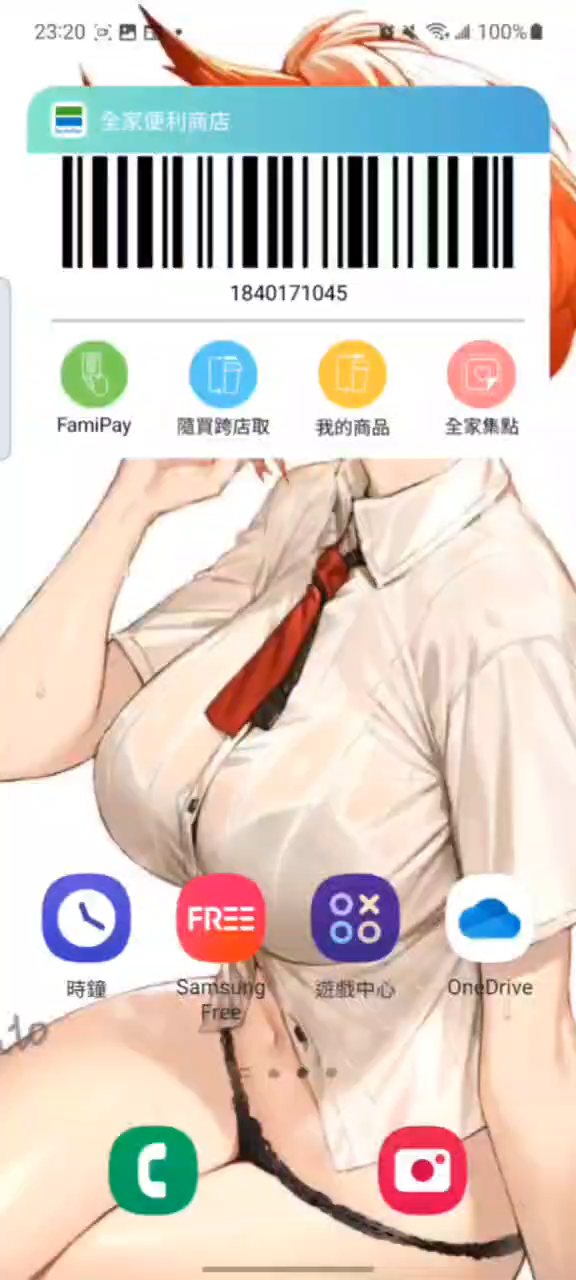 23:20
100%
全家便利商店
1840171045
FamiPay
隨買跨店取
我的商品
全家集點
FREE
時鐘
Samsung
Free
遊戲中心
OneDrive